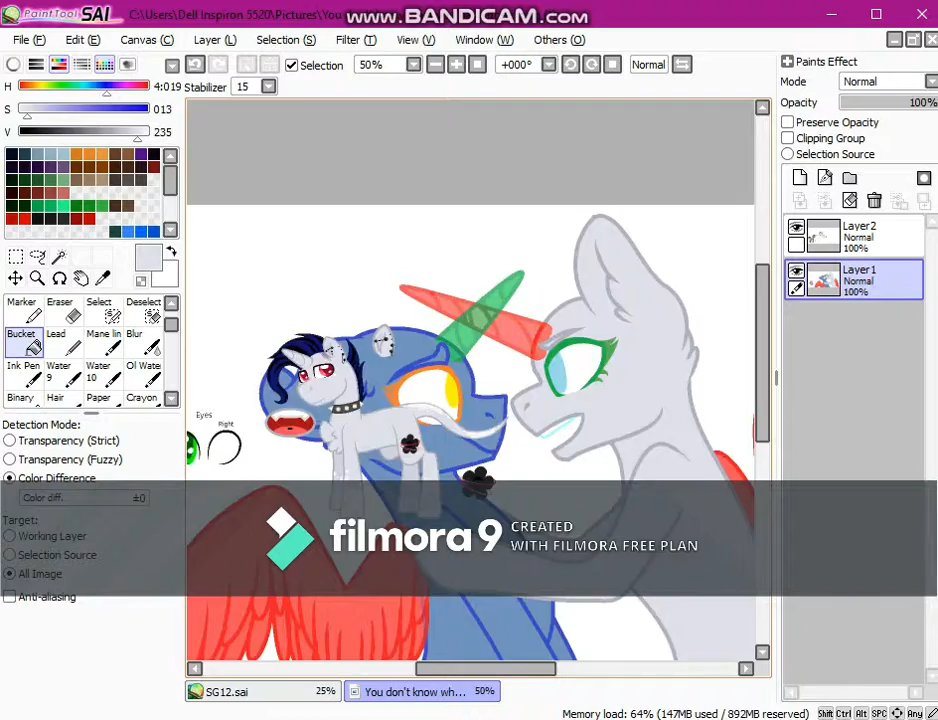 PaintTool SAI C:\Users\Dell Inspiron 5520\Pictures\You
www.BANDICAM.com
File (F) Edit (E) Canvas (C) Layer (L) Selection (S) Filter (T) View (V) Window (W) Others (O)
Selection 50% +000° Normal
Stabilizer 15
H 4:019
S 013
V 235
Marker Eraser Select Deselect
Bucket Lead Mane lin Blur
Ink Pen Water 9 Water 10 Ol Water
Binary Hair Paper Crayon
Detection Mode:
Transparency (Strict)
Transparency (Fuzzy)
Color Difference
Color diff. ±0
Target:
Working Layer
Selection Source
All Image
Anti-aliasing
Eyes
Right
filmora9 CREATED
WITH FILMORA FREE PLAN
Paints Effect
Mode Normal
Opacity 100%
Preserve Opacity
Clipping Group
Selection Source
Layer2
Normal
100%
Layer1
Normal
100%
SG12.sai 25% You don't know wh... 50%
Memory load: 64% (147MB used / 892MB reserved) Shift Ctrl Alt SPC Any